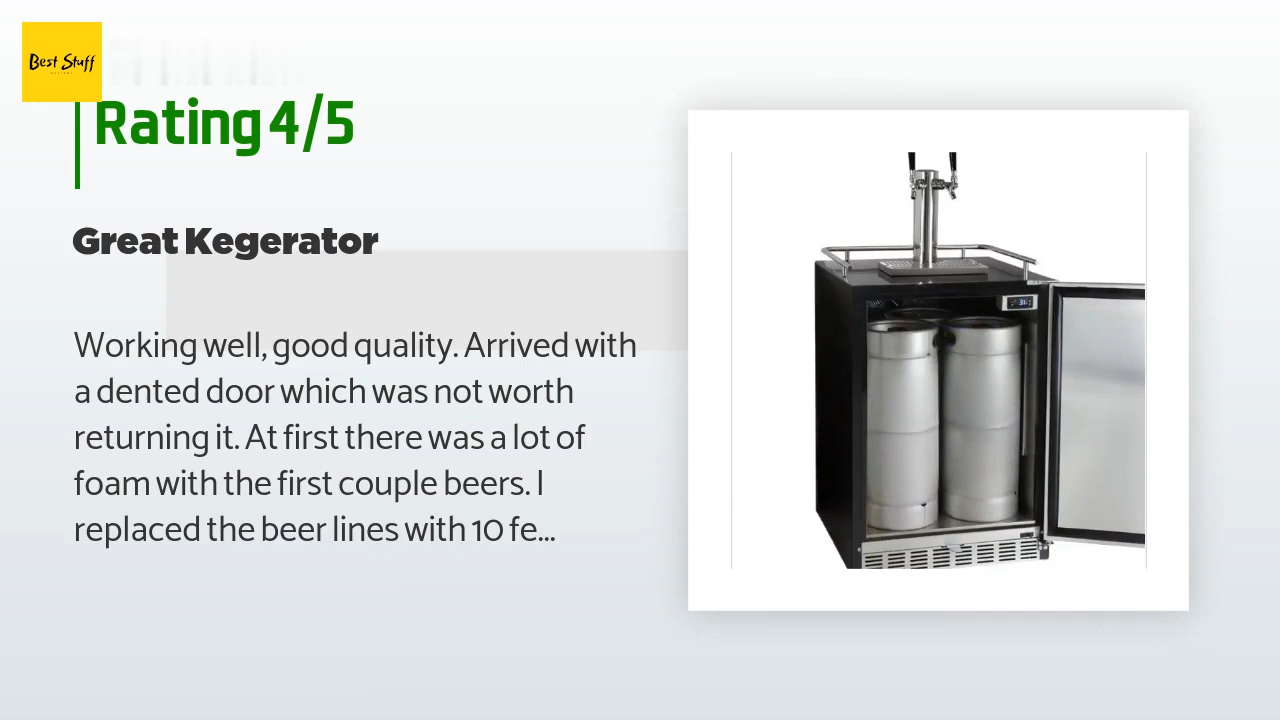 Best Stuff
Rating 4/5
Great Kegerator
Working well, good quality. Arrived with
a dented door which was not worth
returning it. At first there was a lot of
foam with the first couple beers. I
replaced the beer lines with 10 fe...